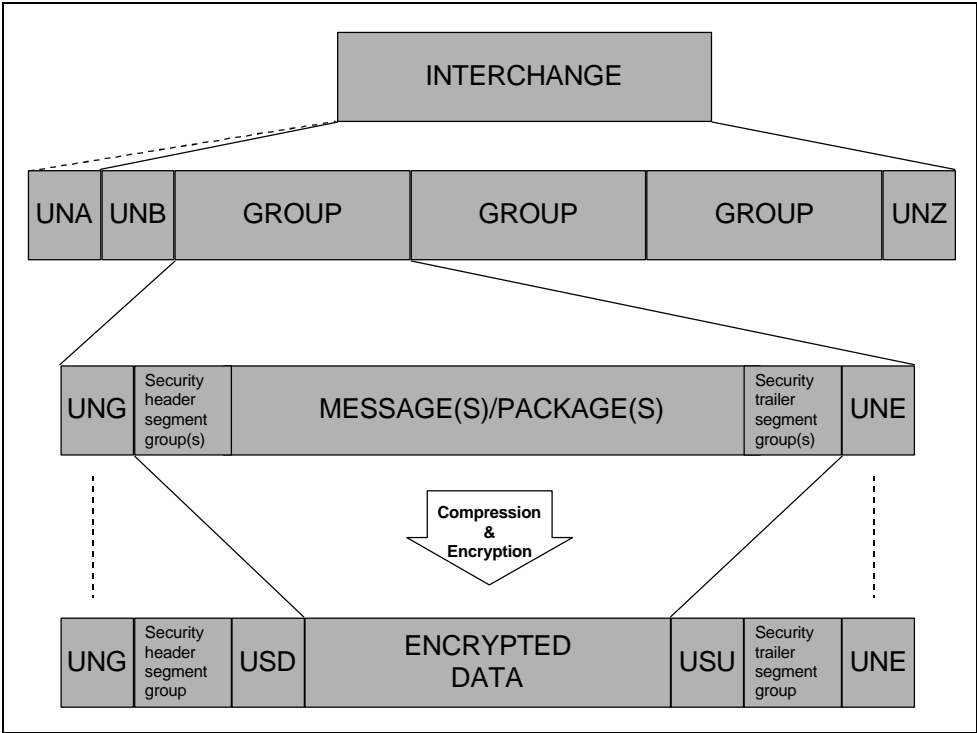 INTERCHANGE
UNA UNB GROUP GROUP GROUP UNZ
UNG
Security
header
segment
group(s)
MESSAGE(S)/PACKAGE(S)
Security
trailer
segment
group(s)
UNE
Compression
&
Encryption
UNG
Security
header
segment
group
USD
ENCRYPTED
DATA
USU
Security
trailer
segment
group
UNE